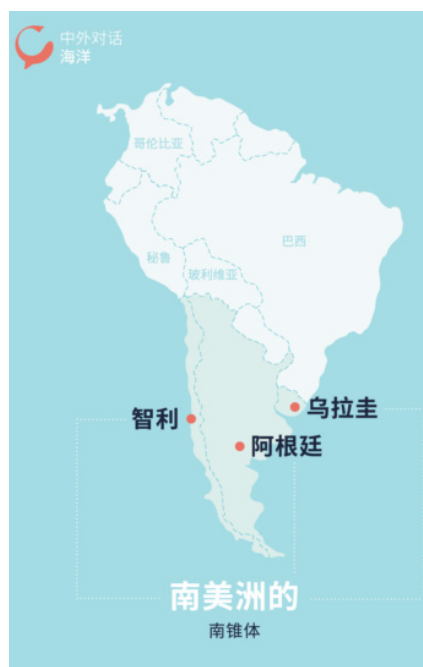 中外对话
海洋
哥伦比亚
巴西
秘鲁
玻利维亚
智利
乌拉圭
阿根廷
南美洲的
南锥体